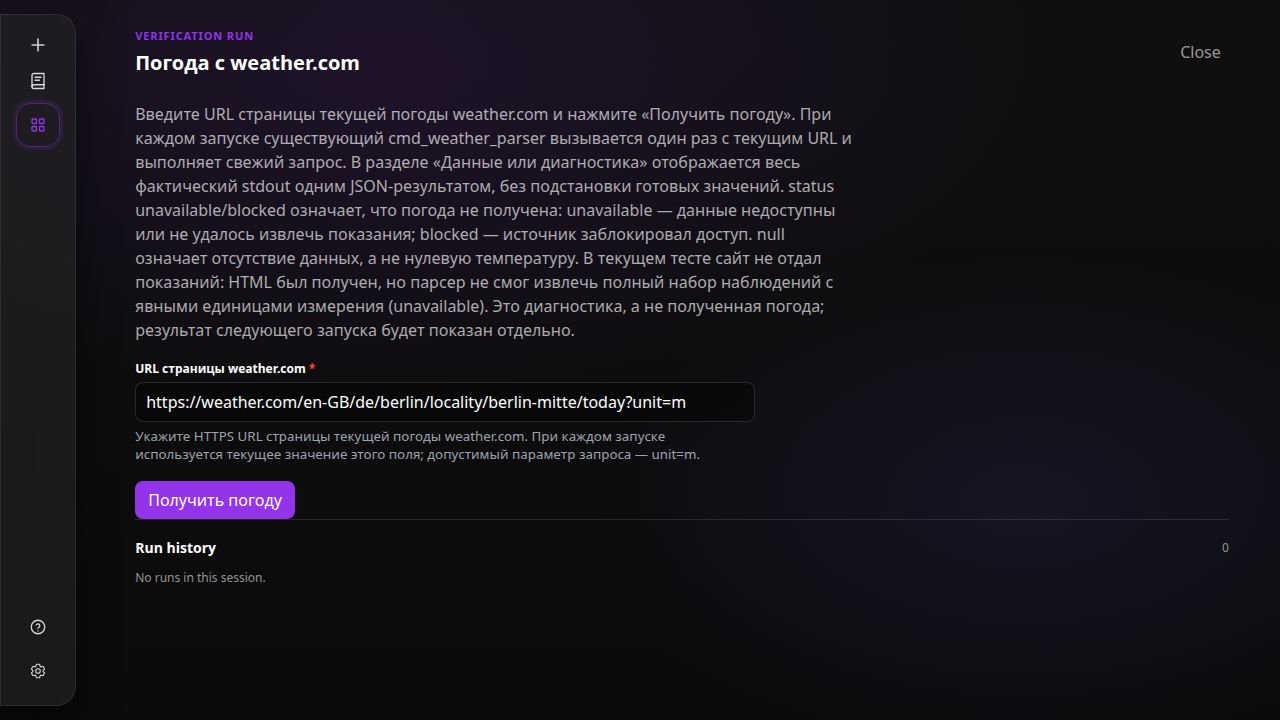 VERIFICATION RUN
Погода с weather.com
Close
Введите URL страницы текущей погоды weather.com и нажмите «Получить погоду». При
каждом запуске существующий cmd_weather_parser вызывается один раз с текущим URL и
выполняет свежий запрос. В разделе «Данные или диагностика» отображается весь
фактический stdout одним JSON-результатом, без подстановки готовых значений. status
unavailable/blocked означает, что погода не получена: unavailable — данные недоступны
или не удалось извлечь показания; blocked — источник заблокировал доступ. null
означает отсутствие данных, а не нулевую температуру. В текущем тесте сайт не отдал
показаний: HTML был получен, но парсер не смог извлечь полный набор наблюдений с
явными единицами измерения (unavailable). Это диагностика, а не полученная погода;
результат следующего запуска будет показан отдельно.
URL страницы weather.com *
https://weather.com/en-GB/de/berlin/locality/berlin-mitte/today?unit=m
Укажите HTTPS URL страницы текущей погоды weather.com. При каждом запуске
используется текущее значение этого поля; допустимый параметр запроса — unit=m.
Получить погоду
Run history
0
No runs in this session.